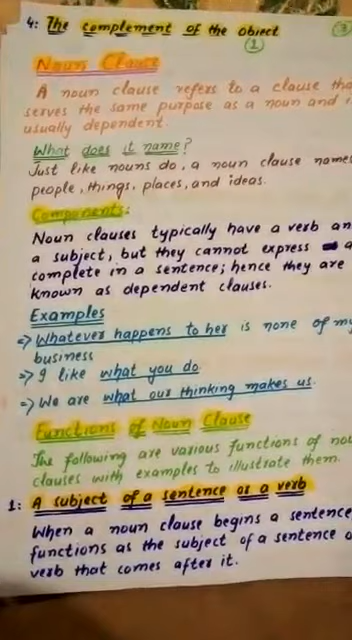 4: The complement of the object
(3)
(1)
Noun Clause
A noun clause refers to a clause tha
serves the same purpose as a noun and i
usually dependent.
What does it name?
Just like nouns do, a noun clause names
people, things, places, and ideas.
Components:
Noun clauses typically have a verb an
a subject, but they cannot express a
complete in a sentence; hence they are
known as dependent clauses.
Examples
=> Whatever happens to her is none of my
business
=> I like what you do
=> We are what our thinking makes us.
Functions of Noun Clause
The following are various functions of nou
clauses with examples to illustrate them.
1: A subject of a sentence or a verb
When a noun clause begins a sentence
functions as the subject of a sentence o
verb that comes after it.